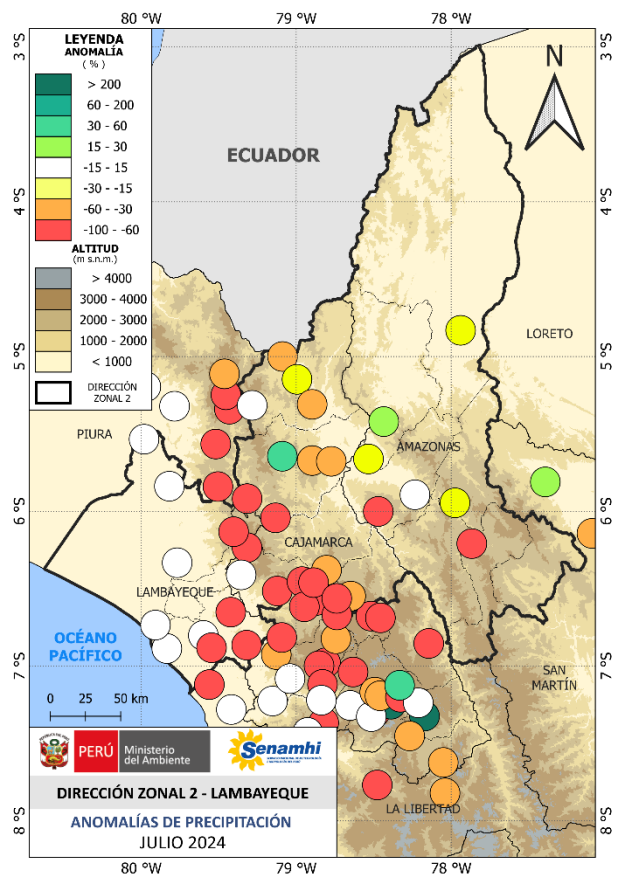 80 °W 79 °W 78 °W
LEYENDA
ANOMALÍA
( % )
> 200
60 - 200
30 - 60
15 - 30
-15 - 15
-30 - -15
-60 - -30
-100 - -60
ALTITUD
(m s.n.m.)
> 4000
3000 - 4000
2000 - 3000
1000 - 2000
< 1000
DIRECCIÓN
ZONAL 2
N
ECUADOR
LORETO
PIURA
AMAZONAS
CAJAMARCA
LAMBAYEQUE
OCÉANO
PACÍFICO
SAN
MARTÍN
LA LIBERTAD
0 25 50 km
3°S
4°S
5°S
6°S
7°S
8°S
3°S
4°S
5°S
6°S
7°S
8°S
PERÚ
Ministerio
del Ambiente
Senamhi
DIRECCIÓN ZONAL 2 - LAMBAYEQUE
ANOMALÍAS DE PRECIPITACIÓN
JULIO 2024
80 °W 79 °W 78 °W